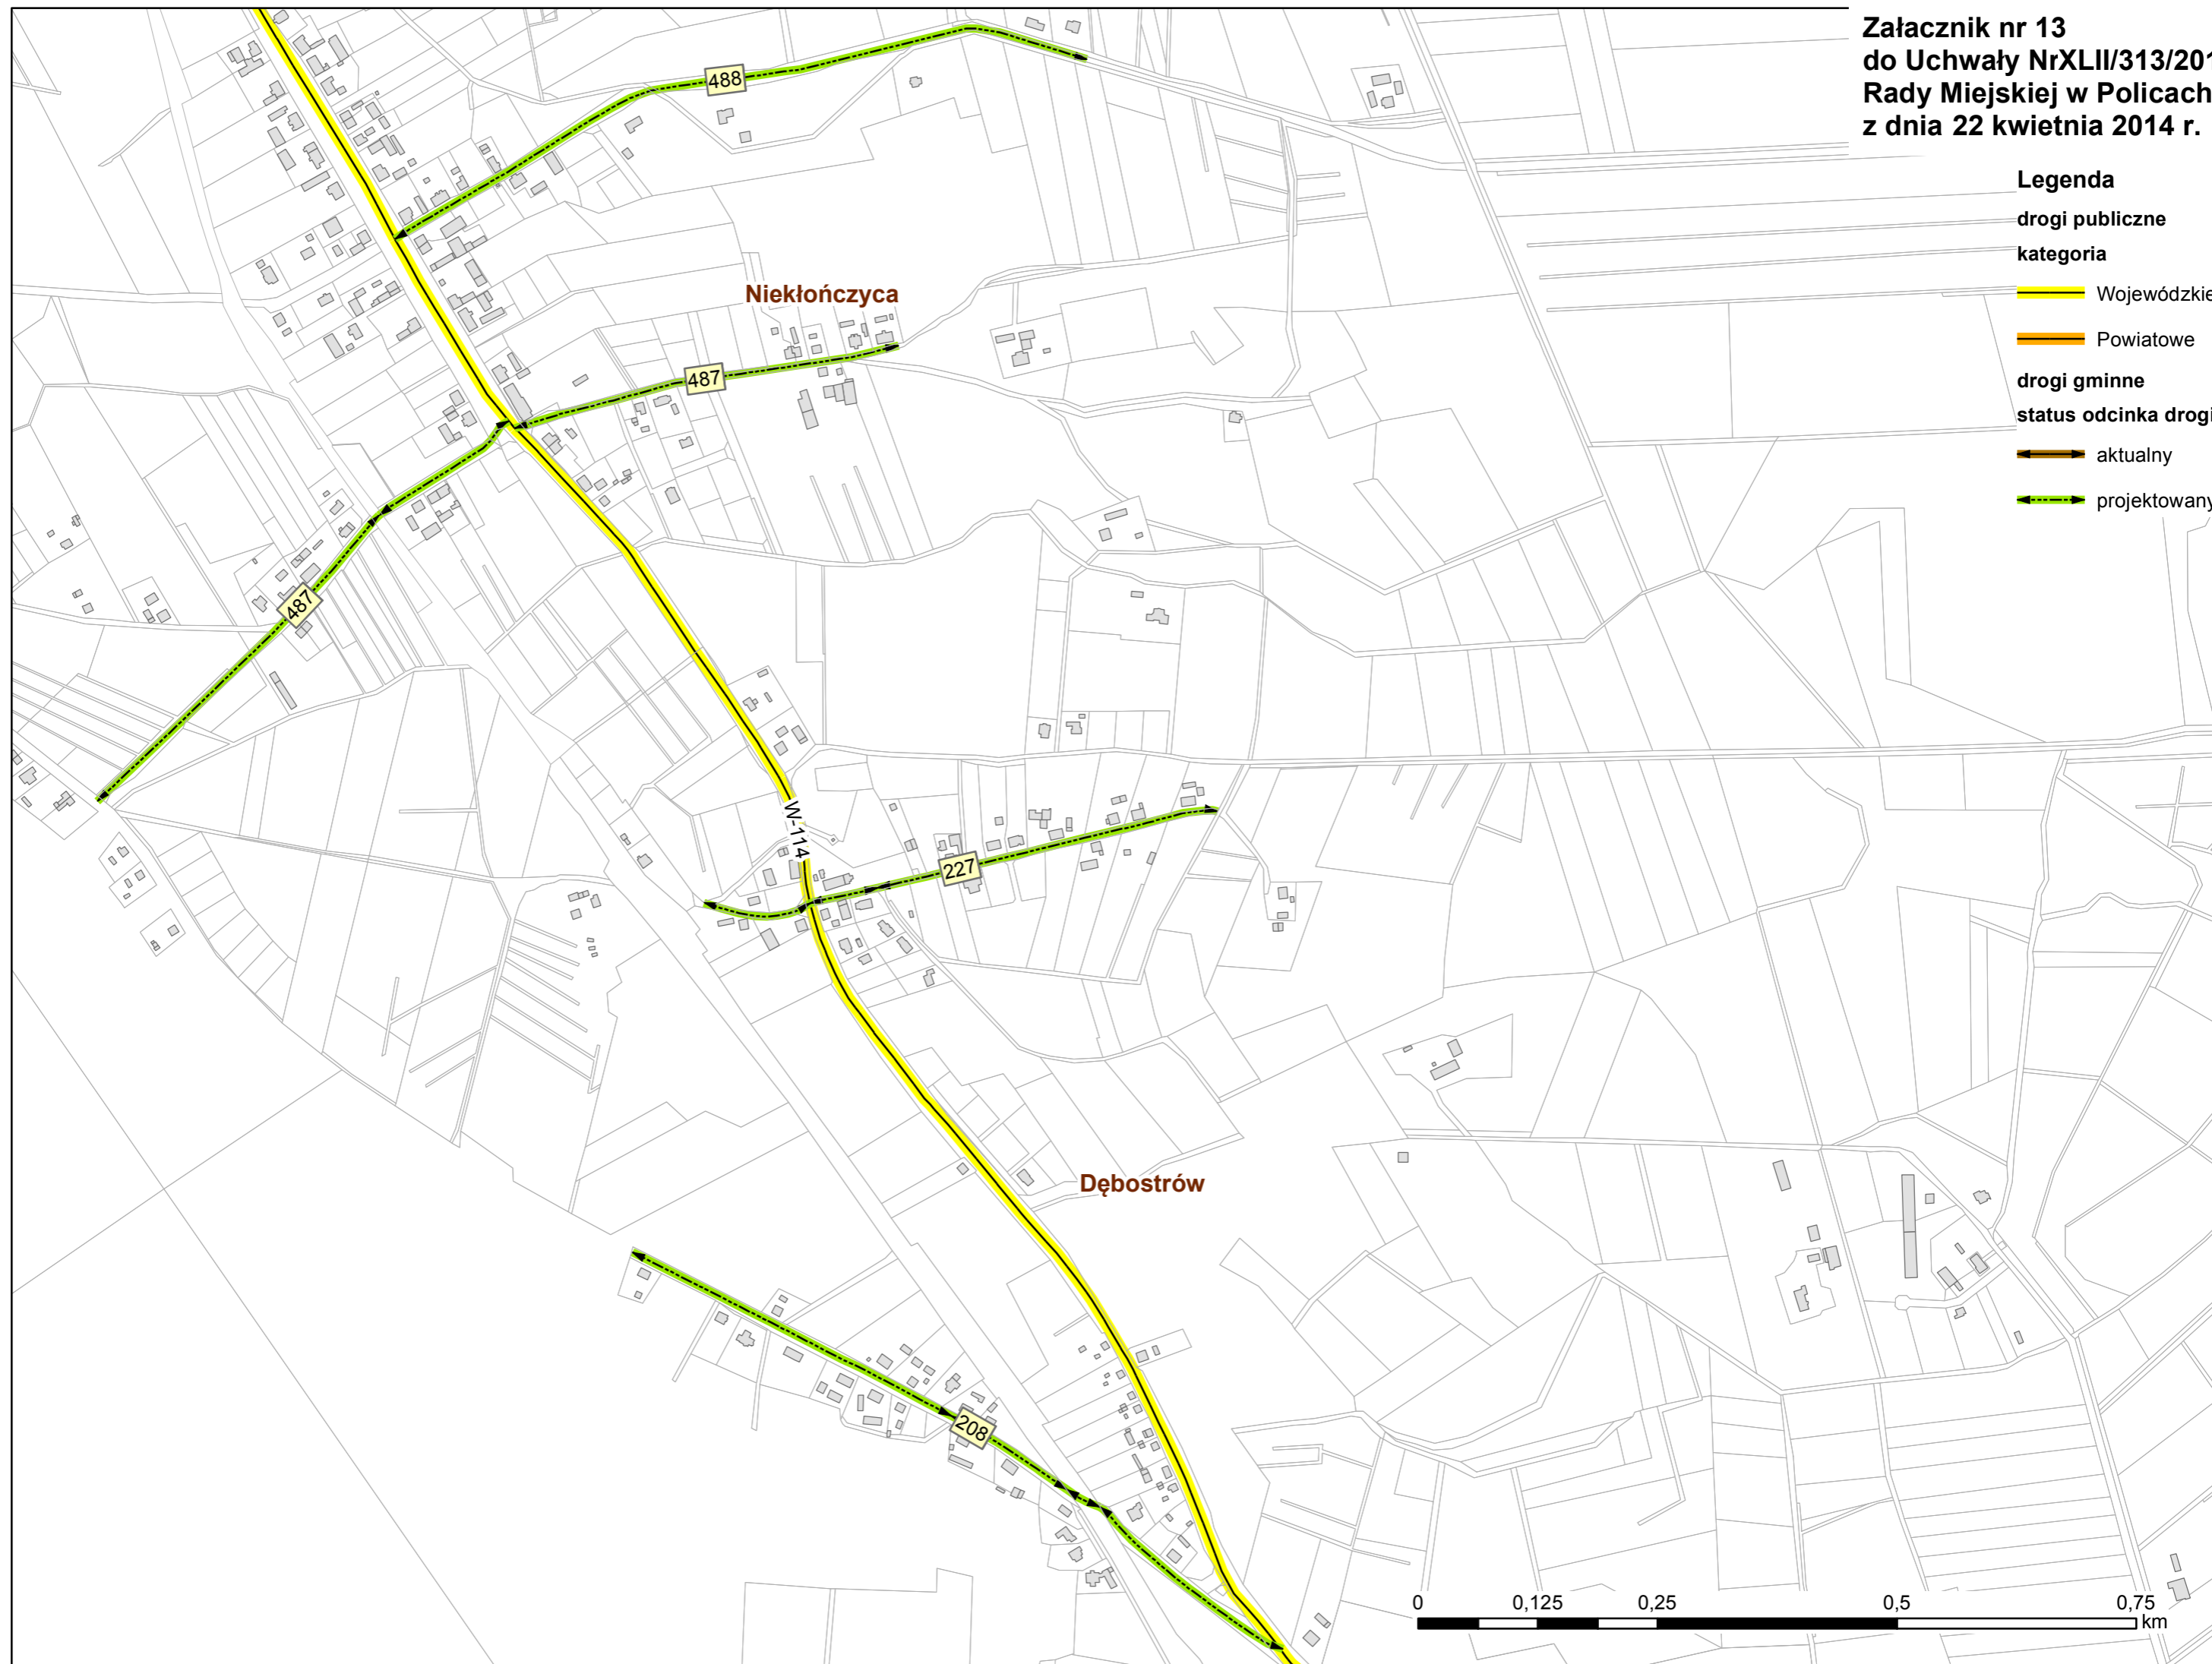 Załacznik nr 13
do Uchwały NrXLII/313/201
Rady Miejskiej w Policach
z dnia 22 kwietnia 2014 r.
Legenda
drogi publiczne
kategoria
Wojewódzkie
Powiatowe
drogi gminne
status odcinka drogi
aktualny
projektowany
488
Niekłończyca
487
487
W-114
227
Dębostrów
208
0 0,125 0,25 0,5 0,75
km